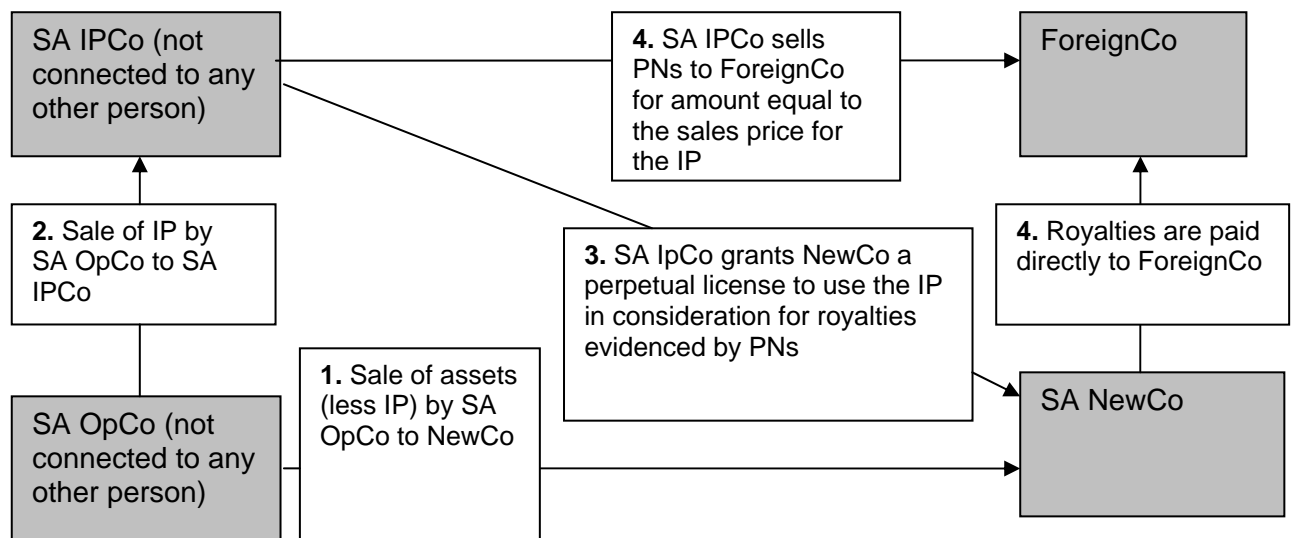 SA IPCo (not
connected to any
other person)
4. SA IPCo sells
PNs to ForeignCo
for amount equal to
the sales price for
the IP
ForeignCo
2. Sale of IP by
SA OpCo to SA
IPCo
3. SA IpCo grants NewCo a
perpetual license to use the IP
in consideration for royalties
evidenced by PNs
4. Royalties are paid
directly to ForeignCo
1. Sale of assets
(less IP) by SA
OpCo to NewCo
SA OpCo (not
connected to any
other person)
SA NewCo